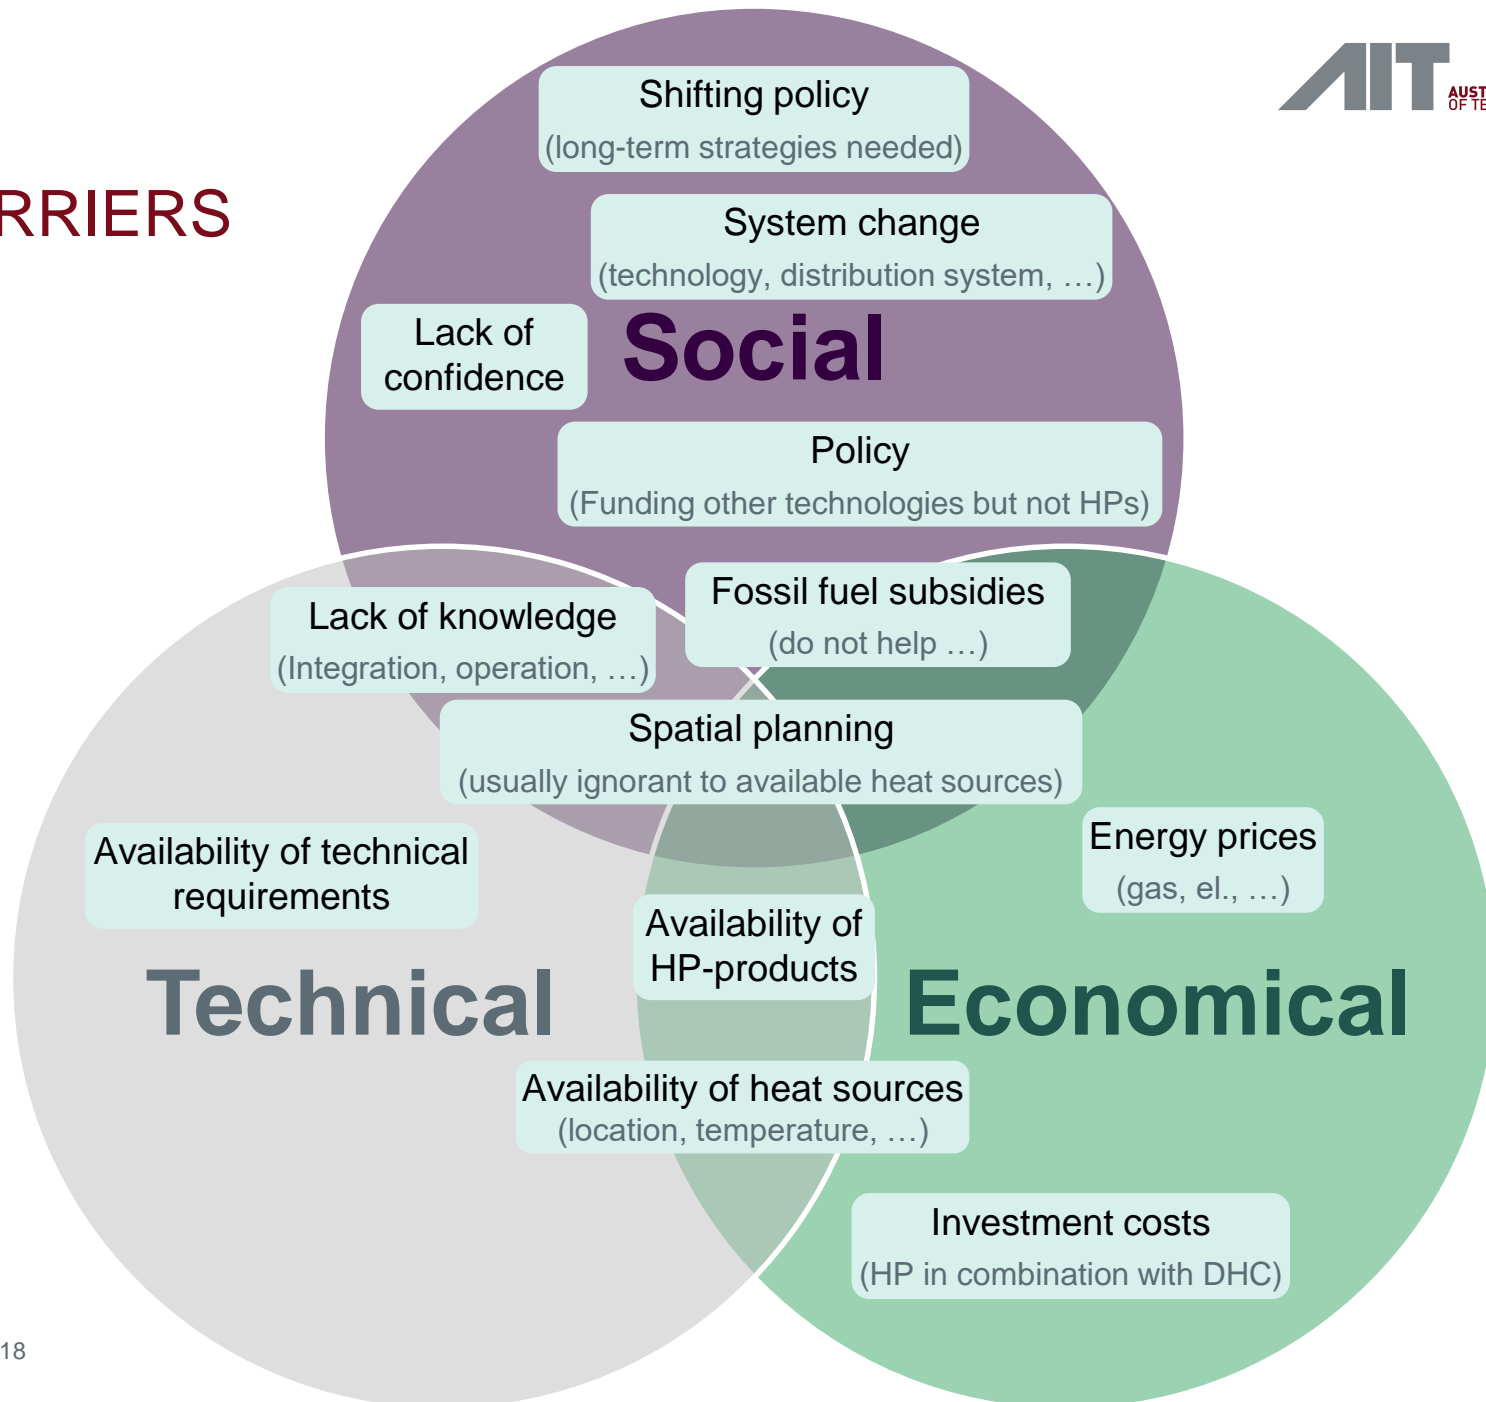 AIT
RRIERS
Shifting policy
(long-term strategies needed)
System change
(technology, distribution system, …)
Lack of
confidence
Social
Policy
(Funding other technologies but not HPs)
Fossil fuel subsidies
(do not help …)
Lack of knowledge
(Integration, operation, …)
Spatial planning
(usually ignorant to available heat sources)
Availability of technical
requirements
Energy prices
(gas, el., …)
Availability of
HP-products
Technical
Economical
Availability of heat sources
(location, temperature, …)
Investment costs
(HP in combination with DHC)
18